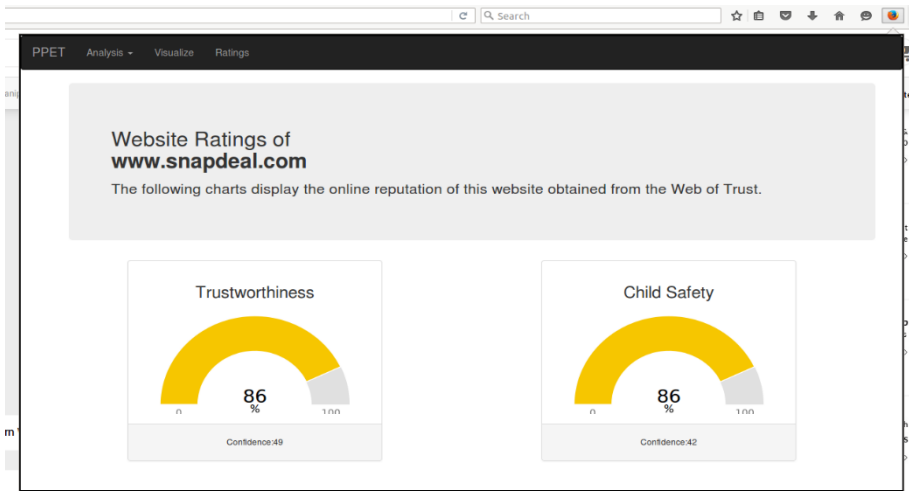 Search
PPET Analysis Visualize Ratings
Website Ratings of
www.snapdeal.com
The following charts display the online reputation of this website obtained from the Web of Trust.
Trustworthiness
86
%
0 100
Confidence:49
Child Safety
86
%
0 100
Confidence:42